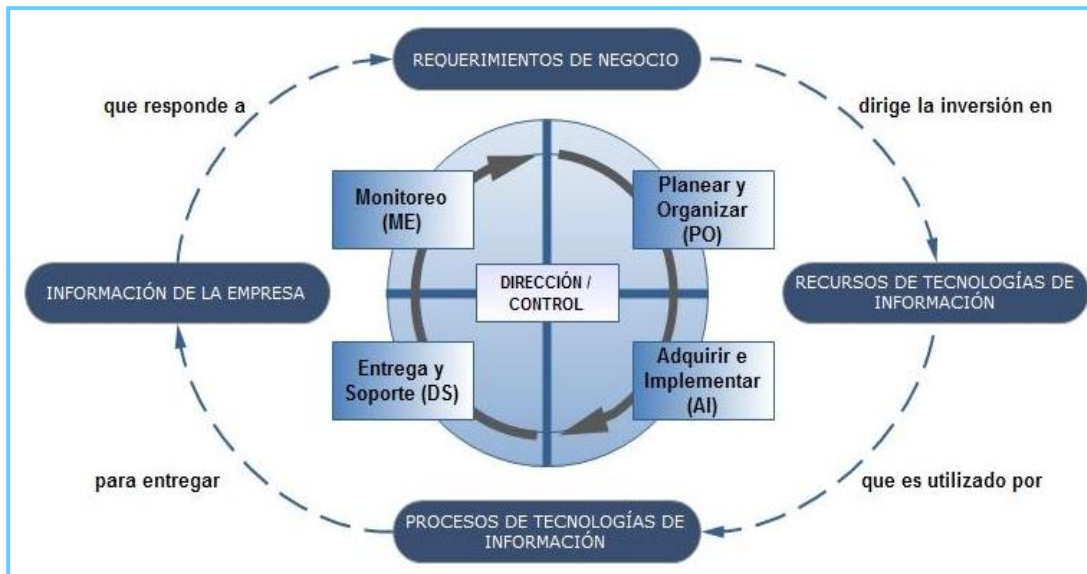 REQUERIMIENTOS DE NEGOCIO
que responde a
dirige la inversión en
Monitoreo
(ME)
Planear y
Organizar
(PO)
INFORMACIÓN DE LA EMPRESA
DIRECCIÓN /
CONTROL
RECURSOS DE TECNOLOGÍAS DE
INFORMACIÓN
Entrega y
Soporte (DS)
Adquirir e
Implementar
(AI)
para entregar
que es utilizado por
PROCESOS DE TECNOLOGÍAS DE
INFORMACIÓN